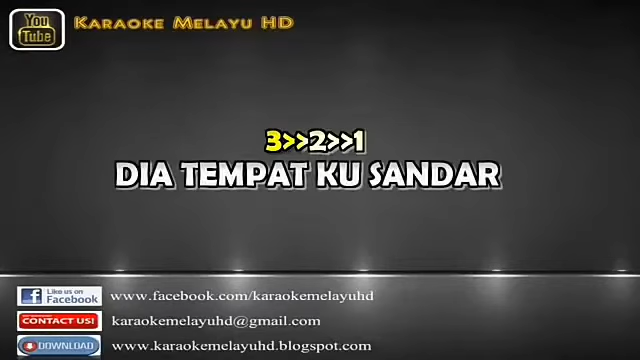 You
Tube
KARAOKE MELAYU HD
3>>2>>1
DIA TEMPAT KU SANDAR
Like us on
Facebook
www.facebook.com/karaokemelayuhd
CONTACT US!
karaokemelayuhd@gmail.com
DOWNLOAD
www.karaokemelayuhd.blogspot.com